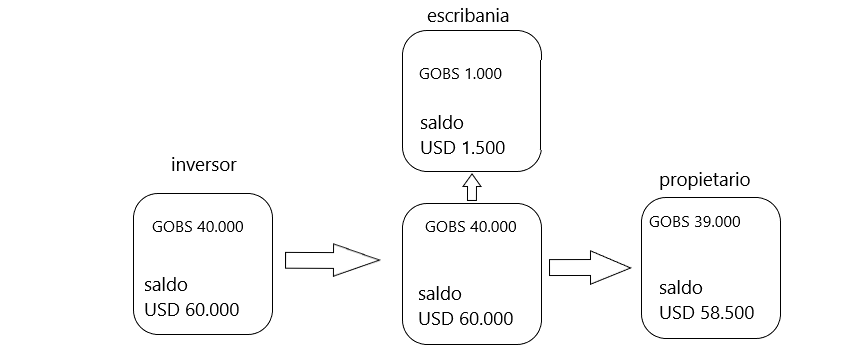 escribania
GOBS 1.000
saldo
USD 1.500
inversor
GOBS 40.000
saldo
USD 60.000
GOBS 40.000
saldo
USD 60.000
propietario
GOBS 39.000
saldo
USD 58.500